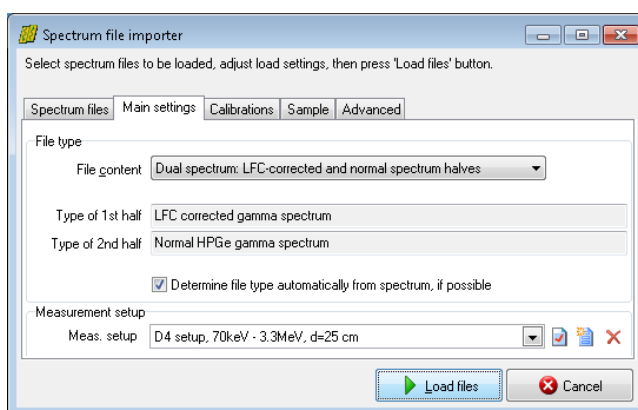 Spectrum file importer
Select spectrum files to be loaded, adjust load settings, then press 'Load files' button.
Spectrum files Main settings Calibrations Sample Advanced
File type
File content Dual spectrum: LFC-corrected and normal spectrum halves
Type of 1st half LFC corrected gamma spectrum
Type of 2nd half Normal HPGe gamma spectrum
Determine file type automatically from spectrum, if possible
Measurement setup
Meas. setup D4 setup, 70keV - 3.3MeV, d=25 cm
Load files Cancel